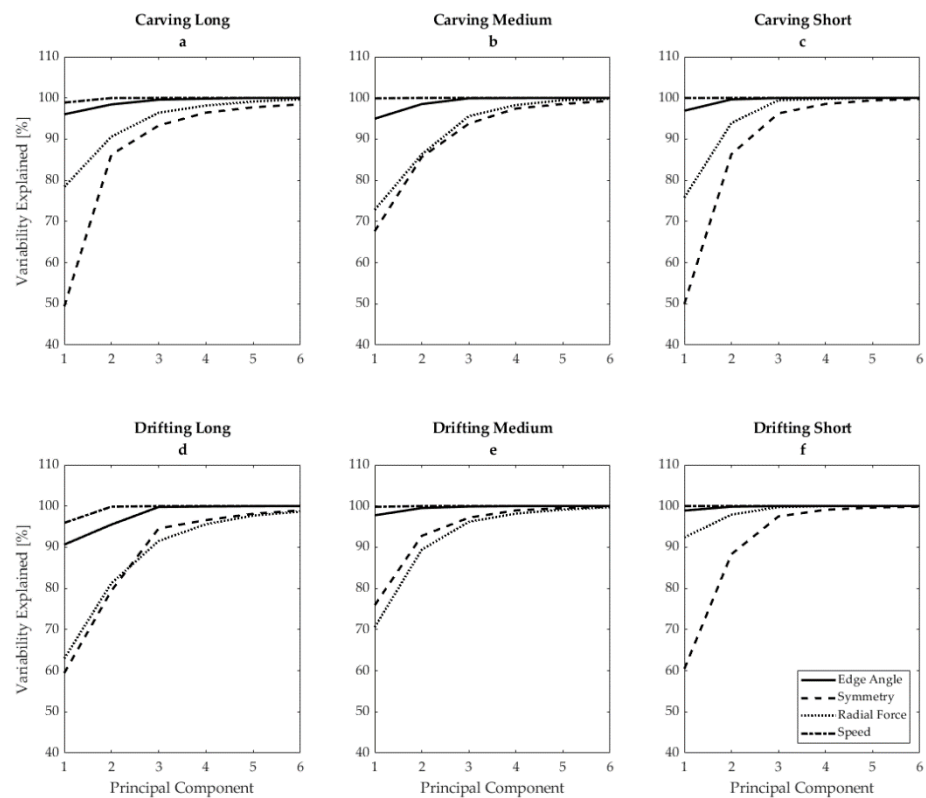 Carving Long
a
110
100
90
80
70
60
50
40
1 2 3 4 5 6
Variability Explained [%]
Carving Medium
b
110
100
90
80
70
60
50
40
1 2 3 4 5 6
Carving Short
c
110
100
90
80
70
60
50
40
1 2 3 4 5 6
Drifting Long
d
110
100
90
80
70
60
50
40
1 2 3 4 5 6
Variability Explained [%]
Principal Component
Drifting Medium
e
110
100
90
80
70
60
50
40
1 2 3 4 5 6
Principal Component
Drifting Short
f
110
100
90
80
70
60
50
40
1 2 3 4 5 6
Principal Component
Edge Angle
Symmetry
Radial Force
Speed